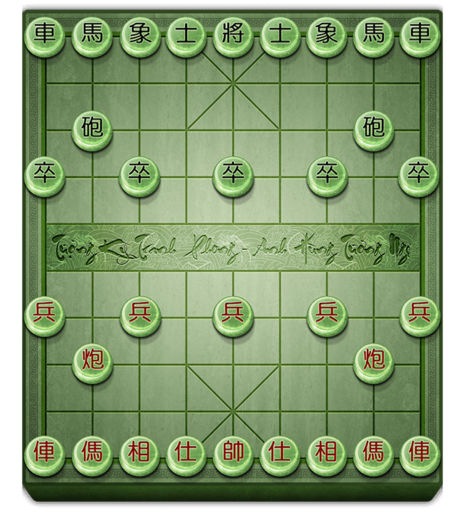 車 馬 象 士 將 士 象 馬 車
砲 砲
卒 卒 卒 卒 卒
Tương Kỳ Tranh Phong - Anh Hùng Tương Ngộ
兵 兵 兵 兵 兵
炮 炮
俥 傌 相 仕 帥 仕 相 傌 俥